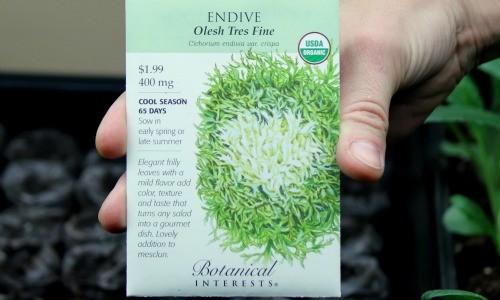 ENDIVE
Olesh Tres Fine
Cichorium endivia var. crispa
USDA
ORGANIC
$1.99
400 mg
COOL SEASON
65 DAYS
Sow in
early spring or
late summer
Elegant frilly
leaves with a
mild flavor add
color, texture
and taste that
turns any salad
into a gourmet
dish. Lovely
addition to
mesclun.
Botanical
INTERESTS®